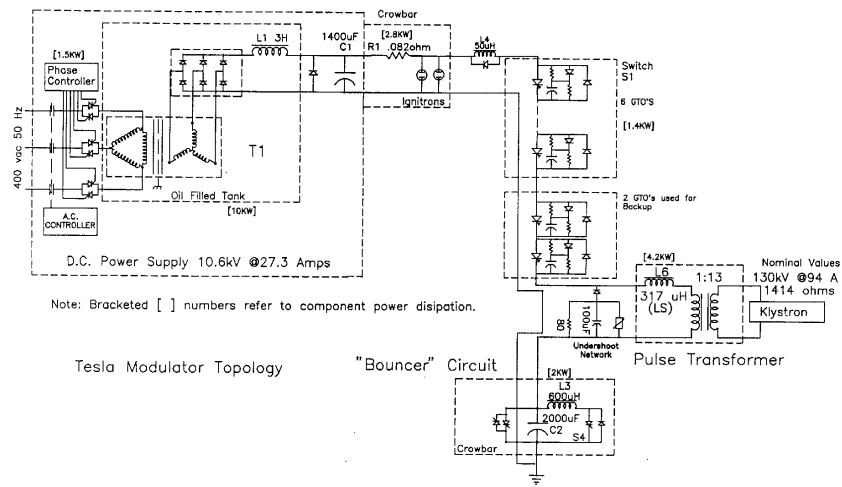 Crowbar
L1 3H
1400uF
C1
[2.8KW]
R1 .082ohm
L4
50uH
[1.5KW]
Phase
Controller
Switch
S1
Ignitrons
6 GTO'S
[1.4KW]
400 vac 50 Hz
T1
Oil Filled Tank
[10KW]
A.C.
CONTROLLER
2 GTO's used for
Backup
D.C. Power Supply 10.6kV @27.3 Amps
[4.2KW]
L6
317 uH
(LS)
1:13
Nominal Values
130kV @94 A
1414 ohms
Klystron
Note: Bracketed [ ] numbers refer to component power disipation.
80
100uF
Undershoot
Network
Tesla Modulator Topology
"Bouncer" Circuit
Pulse Transformer
[2KW]
L3
600uH
2000uF
C2
S4
Crowbar